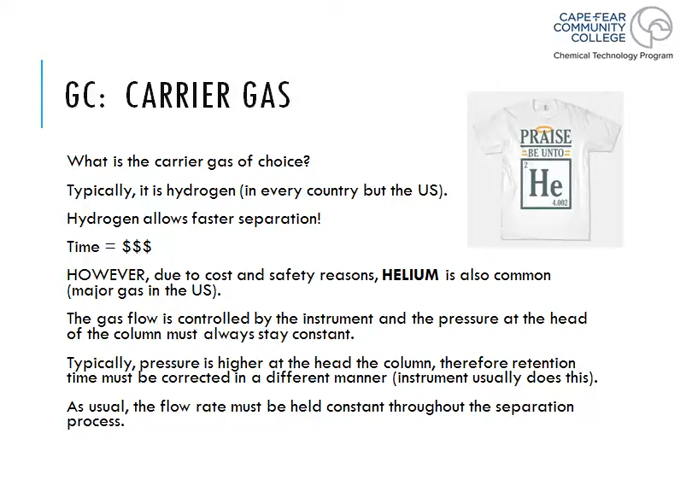 CAPE FEAR
COMMUNITY
COLLEGE
Chemical Technology Program
GC: CARRIER GAS
PRAISE
BE UNTO
2
He
4.002
What is the carrier gas of choice?
Typically, it is hydrogen (in every country but the US).
Hydrogen allows faster separation!
Time = $$$
HOWEVER, due to cost and safety reasons, HELIUM is also common
(major gas in the US).
The gas flow is controlled by the instrument and the pressure at the head
of the column must always stay constant.
Typically, pressure is higher at the head the column, therefore retention
time must be corrected in a different manner (instrument usually does this).
As usual, the flow rate must be held constant throughout the separation
process.